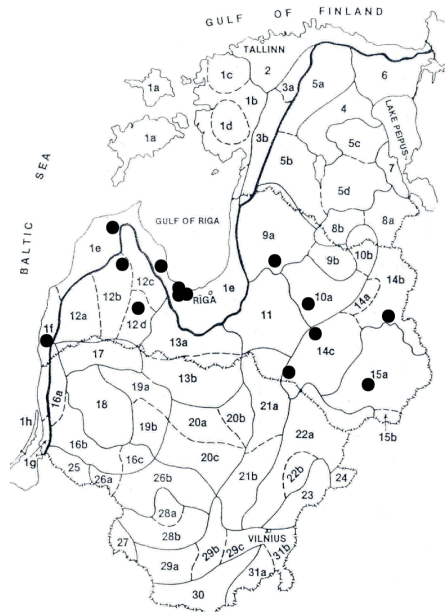 GULF OF FINLAND
TALLINN
1c
2
6
1a
3a
5a
1b
4
LAKE PEIPUS
1d
3b
1a
5c
5b
7
BALTIC SEA
5d
GULF OF RIGA
8b
8a
9a
1e
9b
10b
12c
1e
14b
12b
RIGA
10a
14a
12a
12d
11
1f
13a
14c
17
15a
16a
13b
19a
21a
1h
18
15b
20a
20b
19b
22a
16b
1g
16c
20c
25
26a
26b
21b
22b
24
23
28a
27
28b
VILNIUS
29b
29c
31b
29a
31a
30